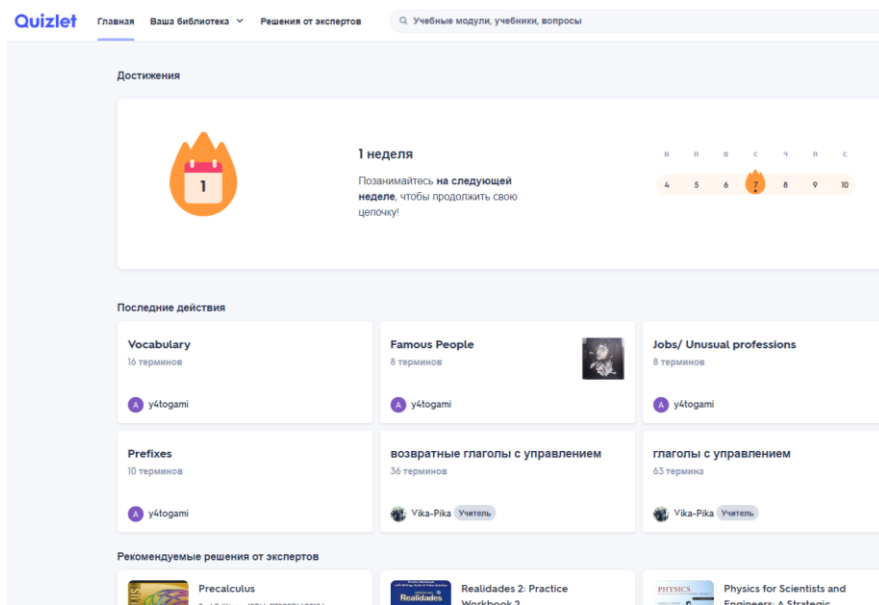 Quizlet Главная Ваша библиотека Решения от экспертов Учебные модули, учебники, вопросы
Достижения
1
1 неделя
Позанимайтесь на следующей
неделе, чтобы продолжить свою
цепочку!
в п в с ч п с
4 5 6 7 8 9 10
Последние действия
Vocabulary
16 терминов
A y4togami
Famous People
8 терминов
A y4togami
Jobs/ Unusual professions
8 терминов
A y4togami
Prefixes
10 терминов
A y4togami
возвратные глаголы с управлением
36 терминов
Vika-Pika Учитель
глаголы с управлением
63 термина
Vika-Pika Учитель
Рекомендуемые решения от экспертов
Precalculus
Realidades
Realidades 2: Practice
Workbook 2
PHYSICS
Physics for Scientists and
Engineers: A Strategic